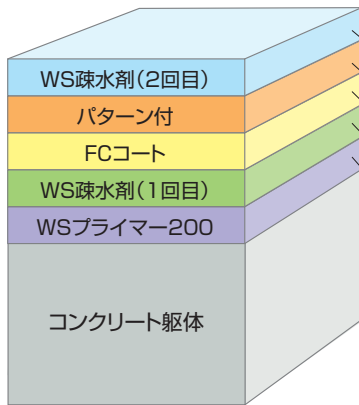 WS疎水剤(2回目)
パターン付
FCコート
WS疎水剤(1回目)
WSプライマー200
コンクリート躯体